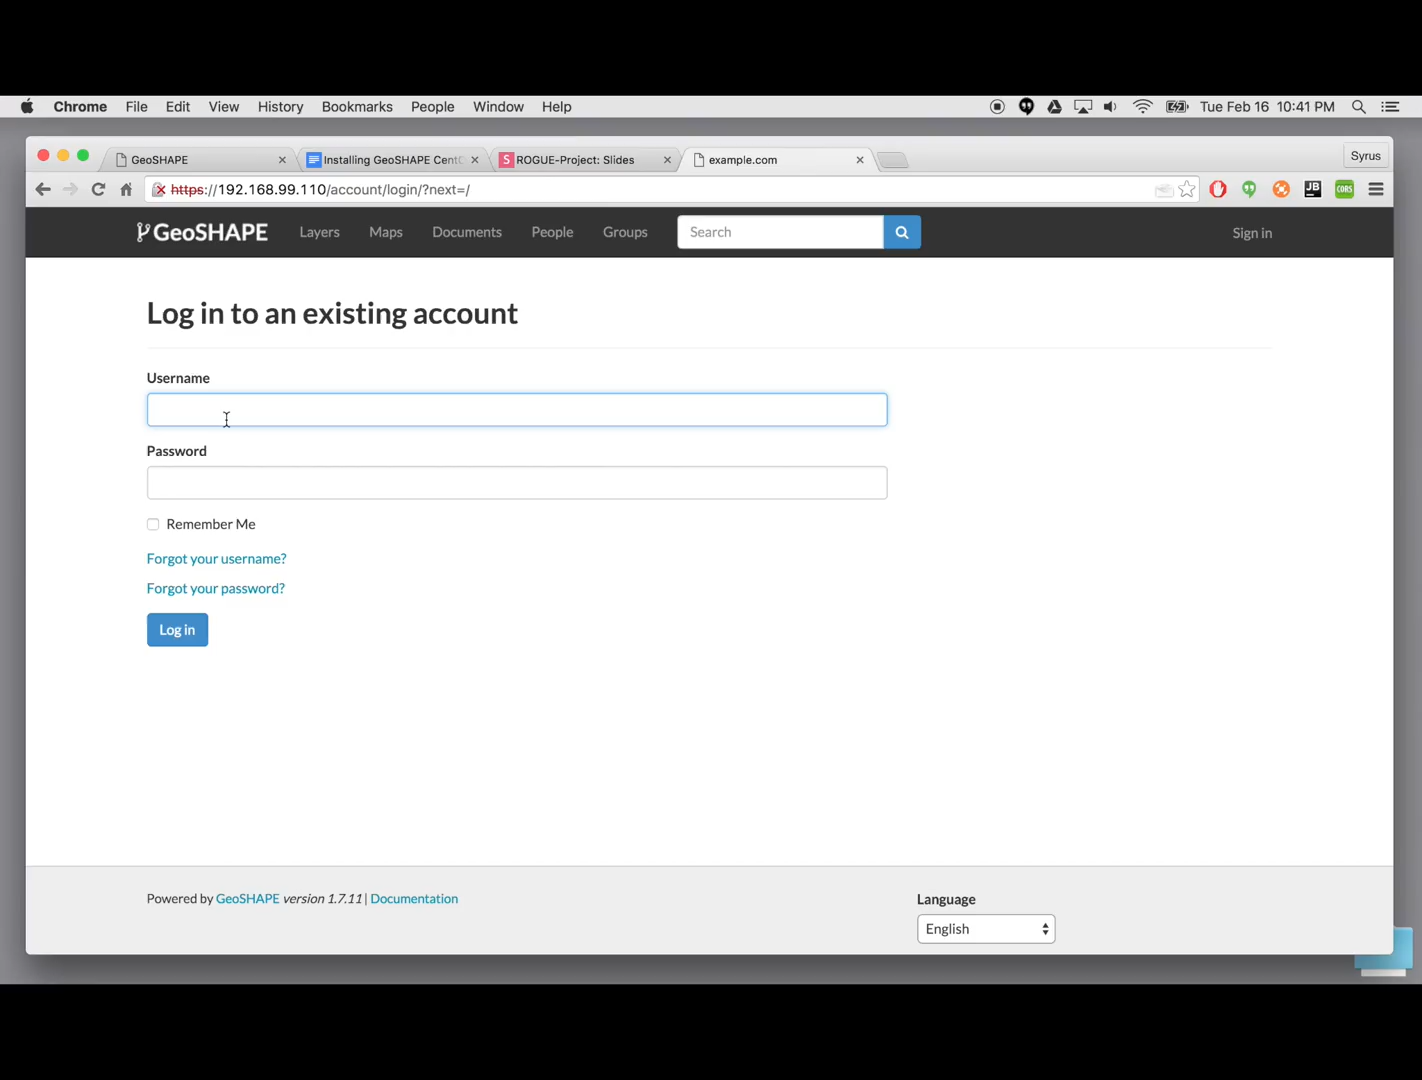 Chrome File Edit View History Bookmarks People Window Help Tue Feb 16 10:41 PM
GeoSHAPE Installing GeoSHAPE Cent ROGUE-Project: Slides example.com Syrus
https://192.168.99.110/account/login/?next=/ JB CORS
GeoSHAPE Layers Maps Documents People Groups Search Sign in
Log in to an existing account
Username
Password
Remember Me
Forgot your username?
Forgot your password?
Log in
Powered by GeoSHAPE version 1.7.11 | Documentation
Language
English